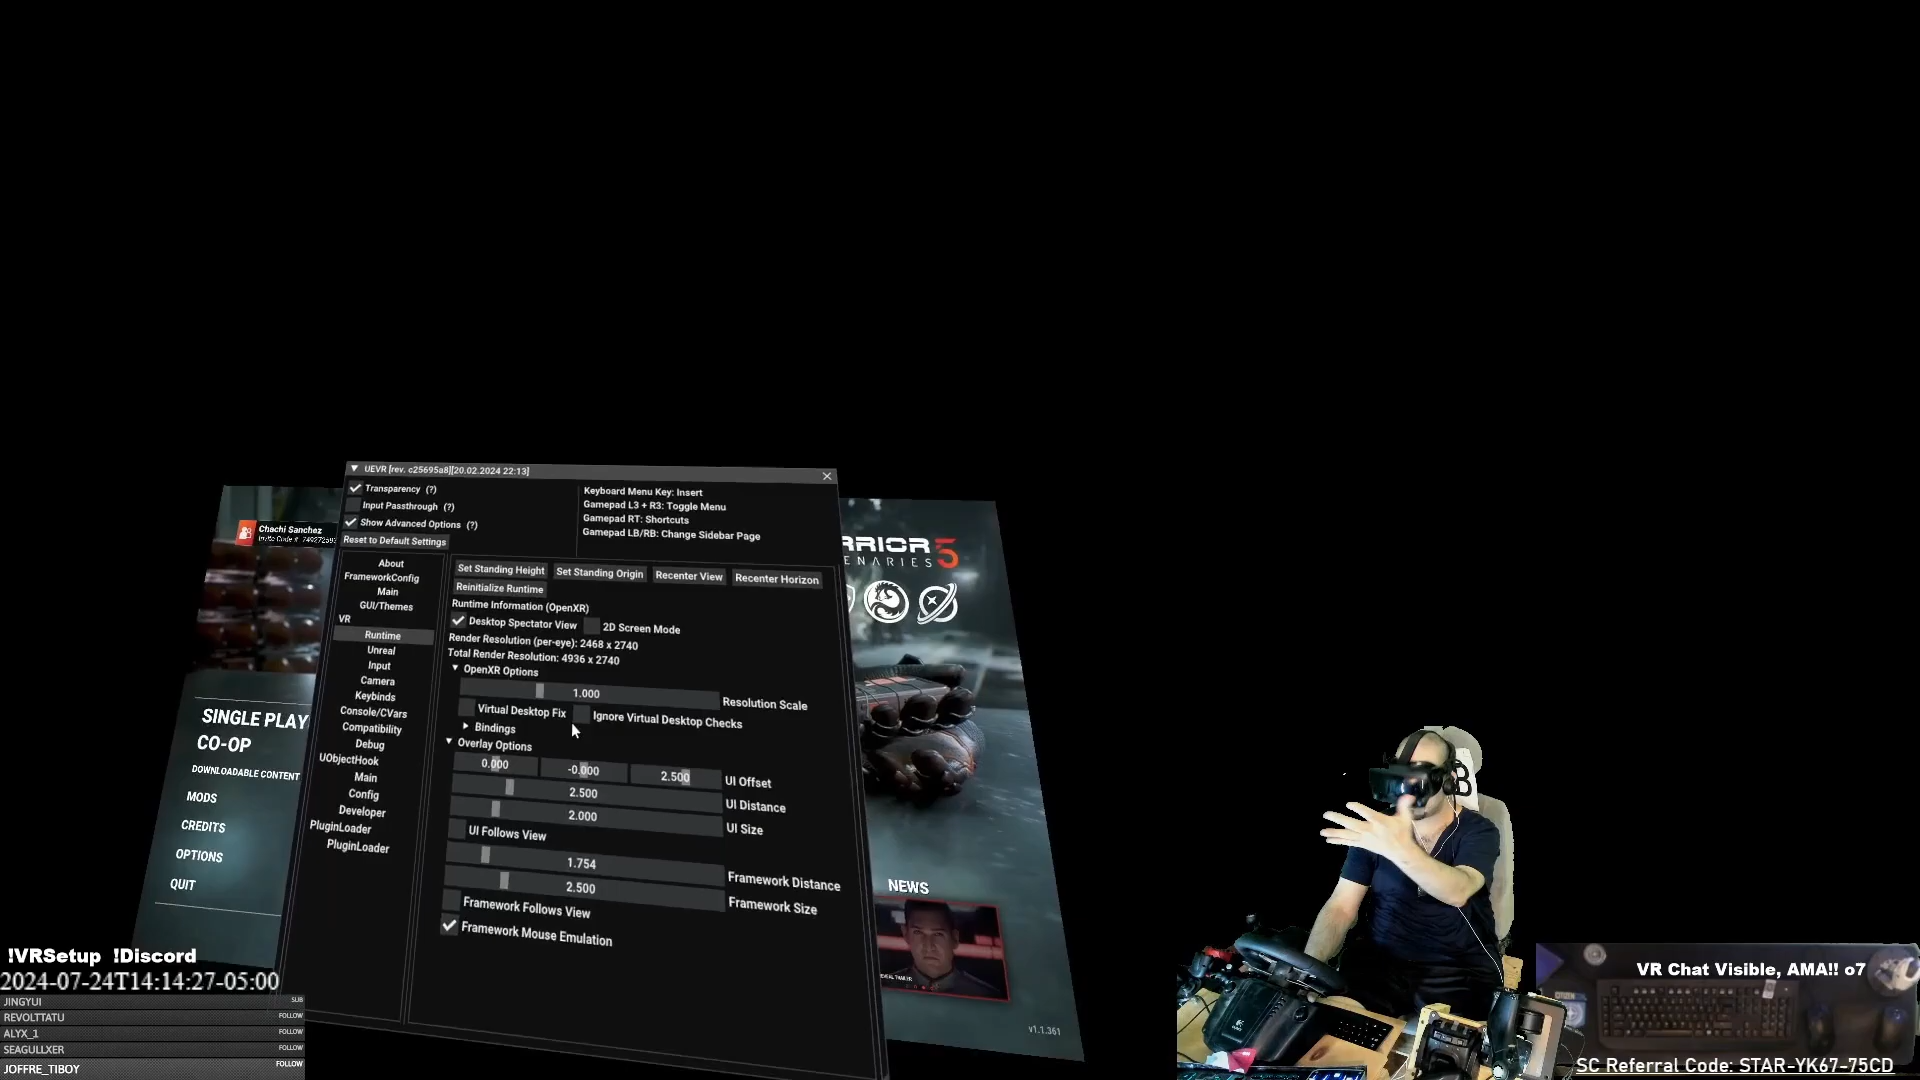 UEVR [rev. c25695a8][20.02.2024 22:13]
Transparency (?)
Input Passthrough (?)
Show Advanced Options (?)
Reset to Default Settings
Keyboard Menu Key: Insert
Gamepad L3 + R3: Toggle Menu
Gamepad RT: Shortcuts
Gamepad LB/RB: Change Sidebar Page
About
FrameworkConfig
Main
GUI/Themes
VR
Runtime
Unreal
Input
Camera
Keybinds
Console/CVars
Compatibility
Debug
UObjectHook
Main
Config
Developer
PluginLoader
PluginLoader
Set Standing Height Set Standing Origin Recenter View Recenter Horizon
Reinitialize Runtime
Runtime Information (OpenXR)
Desktop Spectator View 2D Screen Mode
Render Resolution (per-eye): 2468 x 2740
Total Render Resolution: 4936 x 2740
OpenXR Options
1.000 Resolution Scale
Virtual Desktop Fix Ignore Virtual Desktop Checks
Bindings
Overlay Options
0.000 -0.000 2.500 UI Offset
2.500 UI Distance
2.000 UI Size
UI Follows View
1.754 Framework Distance
2.500 Framework Size
Framework Follows View
Framework Mouse Emulation
Chachi Sanchez
SINGLE PLAY
CO-OP
DOWNLOADABLE CONTENT
MODS
CREDITS
OPTIONS
QUIT
RRIOR 5
ENARIES
NEWS
v1.1.361
!VRSetup !Discord
2024-07-24T14:14:27-05:00
JINGYUI SUB
REVOLTTATU FOLLOW
ALYX_1 FOLLOW
SEAGULLXER FOLLOW
JOFFRE_TIBOY FOLLOW
B
VR Chat Visible, AMA!! o7
SC Referral Code: STAR-YK67-75CD